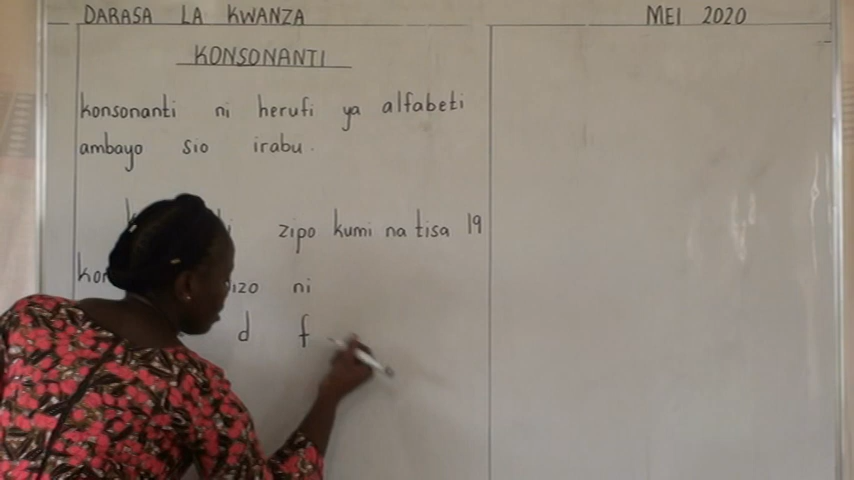 DARASA LA KWANZA
MEI 2020
KONSONANTI
konsonanti ni herufi ya alfabeti
ambayo sio irabu.
zipo kumi na tisa 19
ni
d f